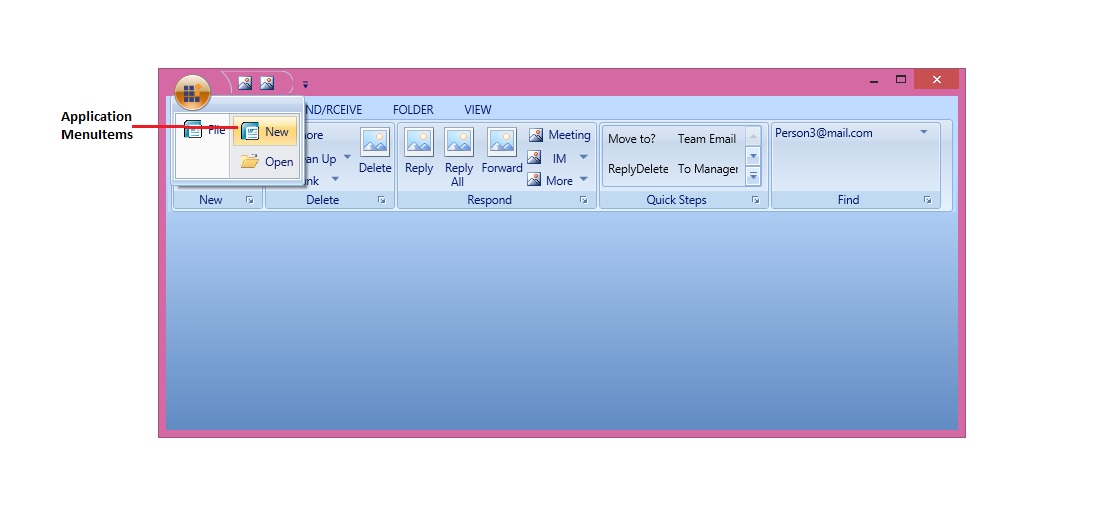 Application
MenuItems
File
New
Open
ND/RCEIVE
FOLDER
VIEW
ore
an Up
nk
Delete
Reply
Reply
All
Forward
Meeting
IM
More
Move to?
Team Email
ReplyDelete
To Manager
Person3@mail.com
New
Delete
Respond
Quick Steps
Find